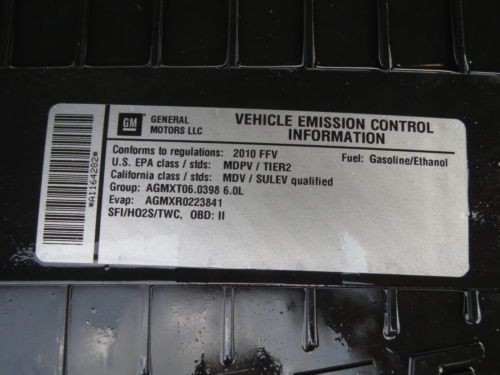 *A1164282*
GM
GENERAL
MOTORS LLC
VEHICLE EMISSION CONTROL
INFORMATION
Conforms to regulations: 2010 FFV
Fuel: Gasoline/Ethanol
U.S. EPA class / stds: MDPV / TIER2
California class / stds: MDV / SULEV qualified
Group: AGMXT06.0398 6.0L
Evap: AGMXR0223841
SFI/HO2S/TWC, OBD: II